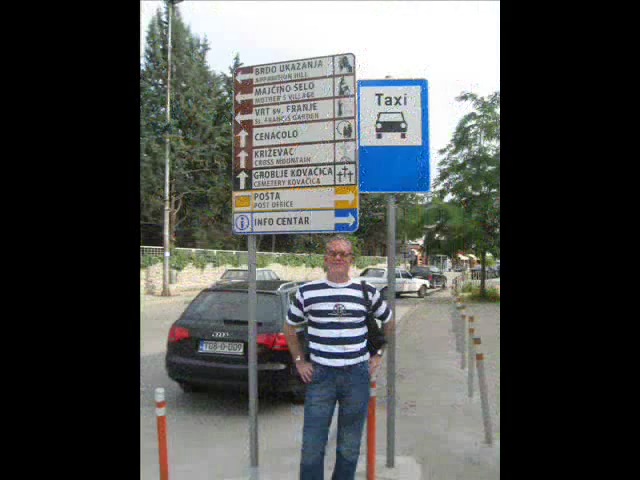 BRDO UKAZANJA
APPARITION HILL
MAJČINO SELO
MOTHER'S VILLAGE
VRT sv. FRANJE
St. FRANCIS GARDEN
CENACOLO
KRIŽEVAC
CROSS MOUNTAIN
GROBLJE KOVAČICA
CEMETERY KOVAČICA
POŠTA
POST OFFICE
i INFO CENTAR
Taxi